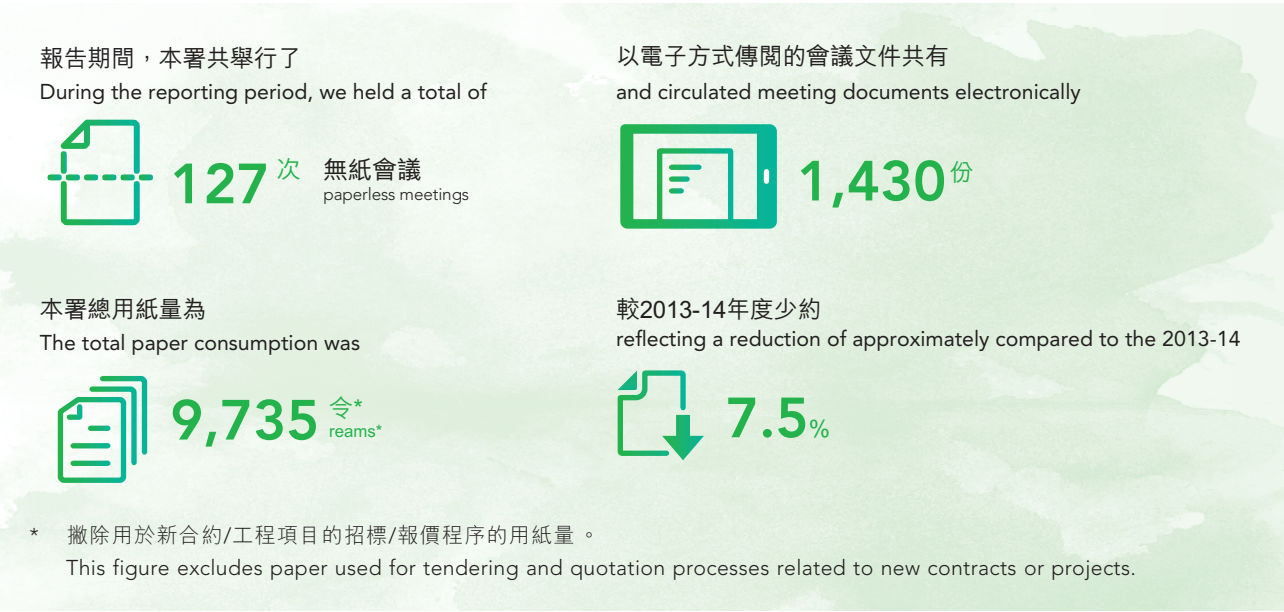 報告期間，本署共舉行了
During the reporting period, we held a total of
127次 無紙會議
paperless meetings
以電子方式傳閱的會議文件共有
and circulated meeting documents electronically
1,430份
本署總用紙量為
The total paper consumption was
9,735 令*
reams*
較2013-14年度少約
reflecting a reduction of approximately compared to the 2013-14
7.5%
* 撇除用於新合約/工程項目的招標/報價程序的用紙量。
This figure excludes paper used for tendering and quotation processes related to new contracts or projects.